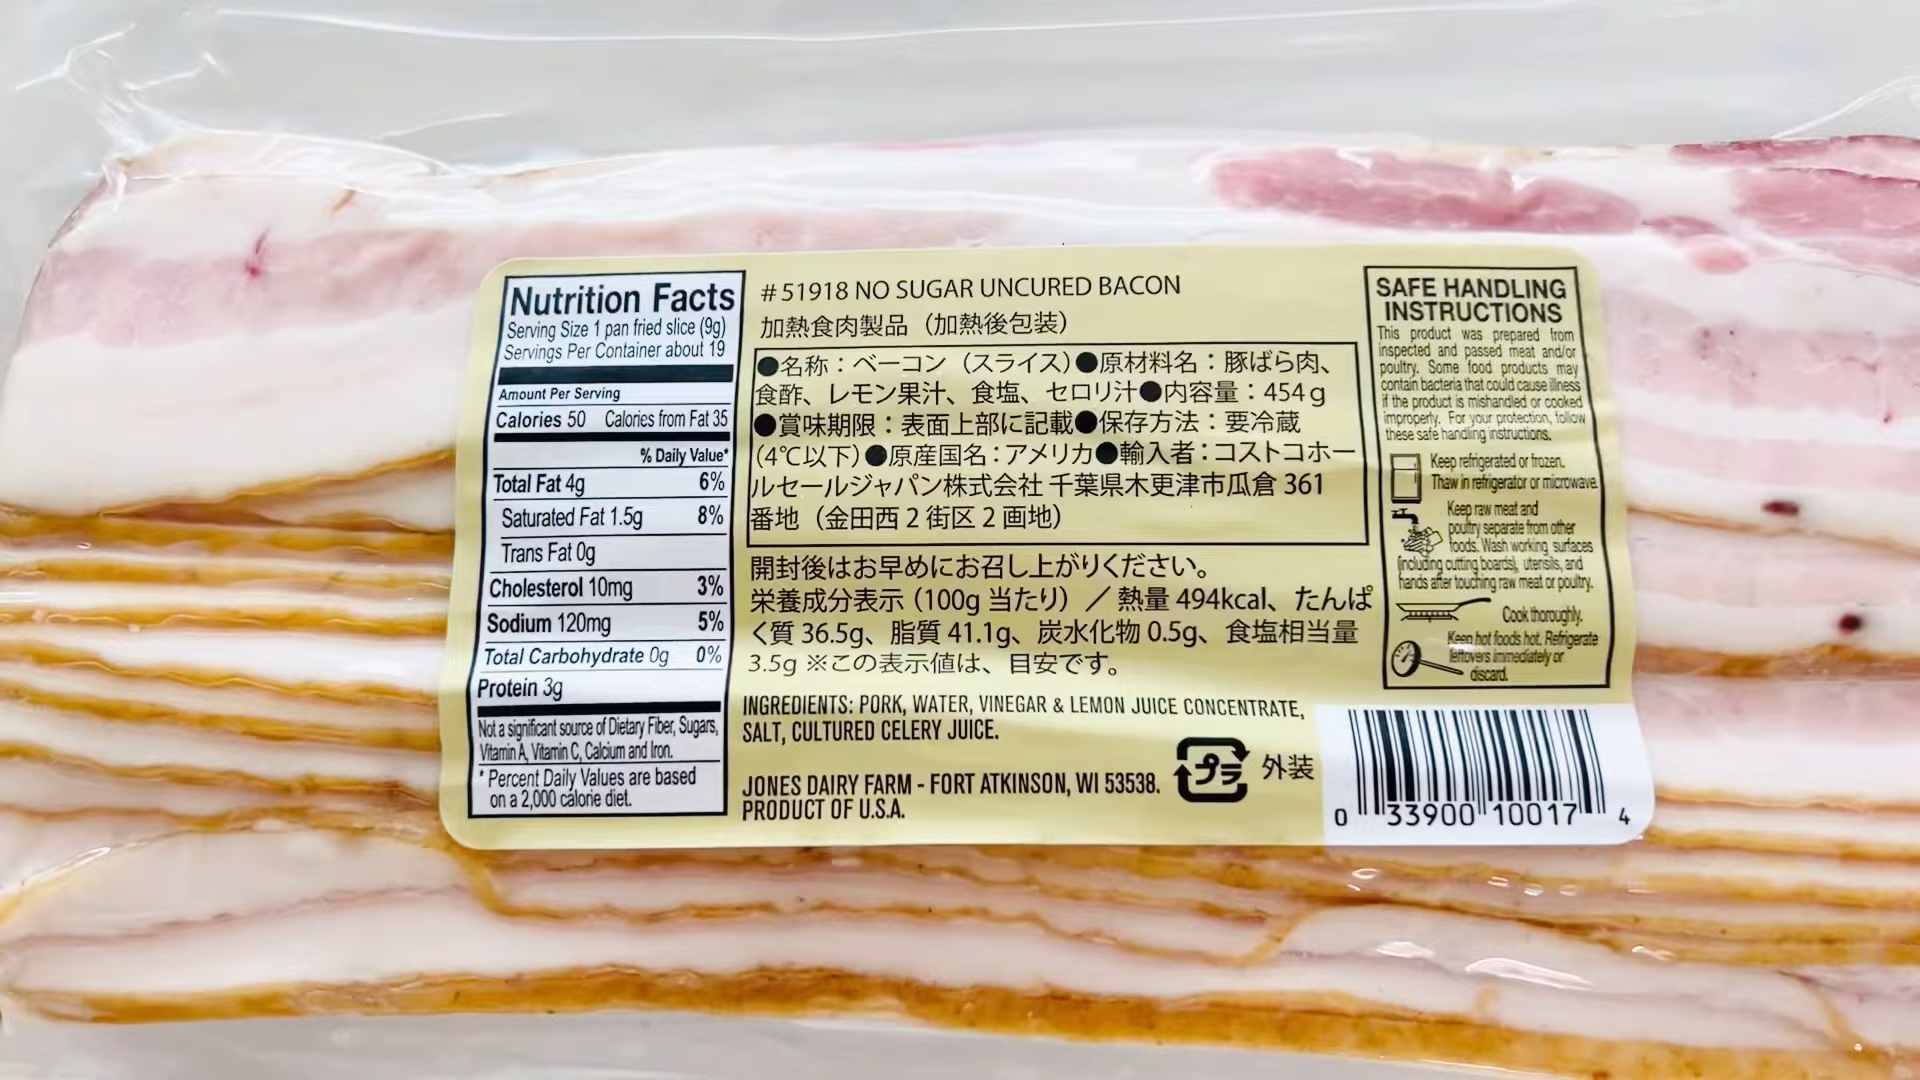 Nutrition Facts
Serving Size 1 pan fried slice (9g)
Servings Per Container about 19
Amount Per Serving
Calories 50 Calories from Fat 35
% Daily Value*
Total Fat 4g 6%
Saturated Fat 1.5g 8%
Trans Fat 0g
Cholesterol 10mg 3%
Sodium 120mg 5%
Total Carbohydrate 0g 0%
Protein 3g
Not a significant source of Dietary Fiber, Sugars,
Vitamin A, Vitamin C, Calcium and Iron.
* Percent Daily Values are based
on a 2,000 calorie diet.
#51918 NO SUGAR UNCURED BACON
加熱食肉製品（加熱後包装）
●名称：ベーコン（スライス）●原材料名：豚ばら肉、
食酢、レモン果汁、食塩、セロリ汁●内容量：454g
●賞味期限：表面上部に記載●保存方法：要冷蔵
(4℃以下)●原産国名：アメリカ●輸入者：コストコホー
ルセールジャパン株式会社 千葉県木更津市瓜倉 361
番地（金田西２街区２画地）
開封後はお早めにお召し上がりください。
栄養成分表示（100g 当たり）／熱量 494kcal、たんぱ
く質 36.5g、脂質 41.1g、炭水化物 0.5g、食塩相当量
3.5g ※この表示値は、目安です。
INGREDIENTS: PORK, WATER, VINEGAR & LEMON JUICE CONCENTRATE,
SALT, CULTURED CELERY JUICE.
JONES DAIRY FARM - FORT ATKINSON, WI 53538.
PRODUCT OF U.S.A.
プラ 外装
SAFE HANDLING
INSTRUCTIONS
This product was prepared from
inspected and passed meat and/or
poultry. Some food products may
contain bacteria that could cause illness
if the product is mishandled or cooked
improperly. For your protection, follow
these safe handling instructions.
Keep refrigerated or frozen.
Thaw in refrigerator or microwave.
Keep raw meat and
poultry separate from other
foods. Wash working surfaces
(including cutting boards), utensils, and
hands after touching raw meat or poultry.
Cook thoroughly.
Keep hot foods hot. Refrigerate
leftovers immediately or
discard.
0 33900 10017 4